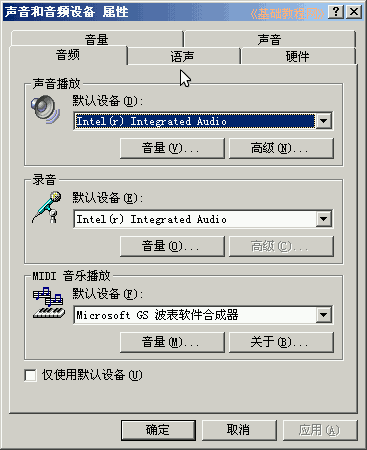 声音和音频设备 属性
《基础教程》
音量 声音
音频 语声 硬件
声音播放
默认设备(D):
Intel(r) Integrated Audio
音量(V)... 高级(N)...
录音
默认设备(E):
Intel(r) Integrated Audio
音量(O)... 高级(C)...
MIDI 音乐播放
默认设备(F):
Microsoft GS 波表软件合成器
音量(M)... 关于(B)...
仅使用默认设备(U)
确定 取消 应用(A)